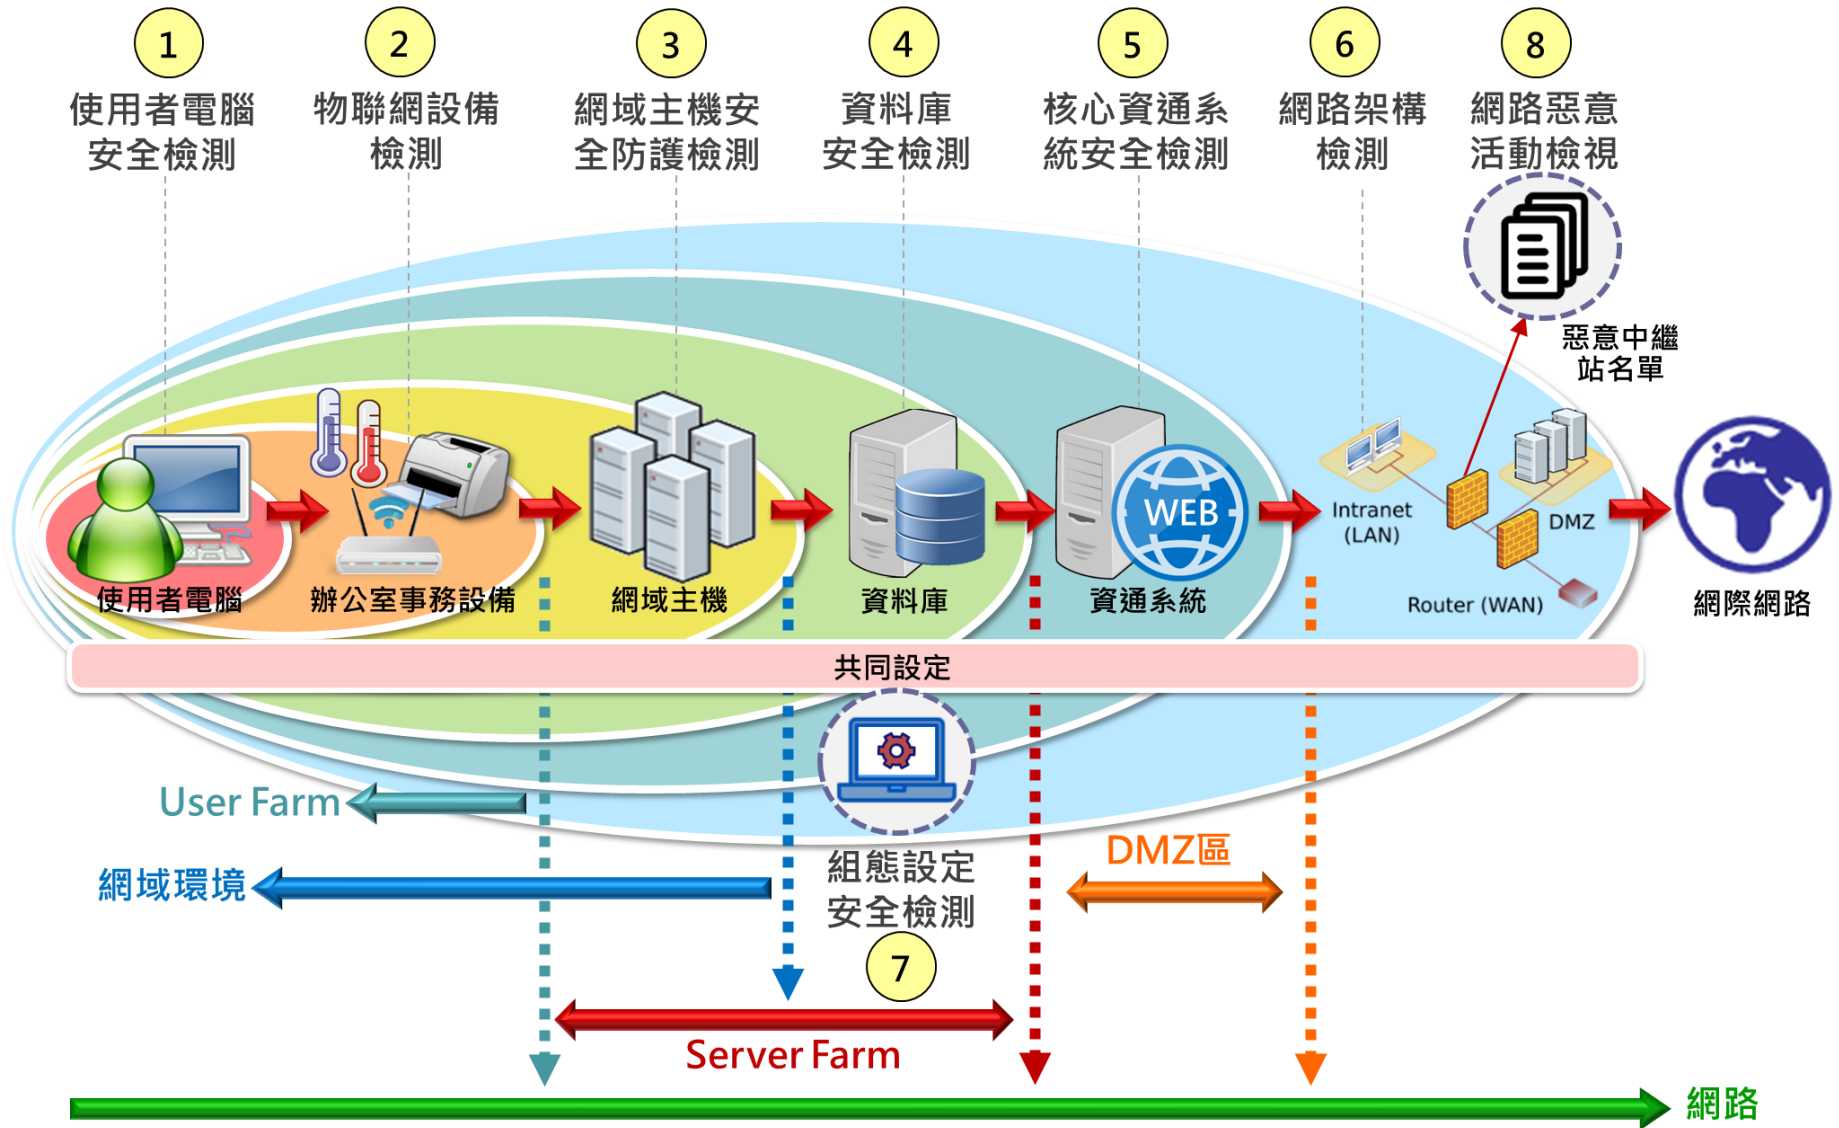 1
使用者電腦
安全檢測
2
物聯網設備
檢測
3
網域主機安
全防護檢測
4
資料庫
安全檢測
5
核心資通系
統安全檢測
6
網路架構
檢測
8
網路惡意
活動檢視
惡意中繼
站名單
WEB
Intranet
(LAN)
DMZ
Router (WAN)
使用者電腦
辦公室事務設備
網域主機
資料庫
資通系統
網際網路
共同設定
User Farm
網域環境
組態設定
安全檢測
7
DMZ區
Server Farm
網路